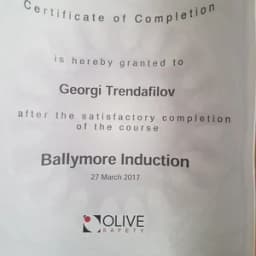 Certificate of Completion
is hereby granted to
Georgi Trendafilov
after the satisfactory completion
of the course
Ballymore Induction
27 March 2017
OLIVE
SAFETY